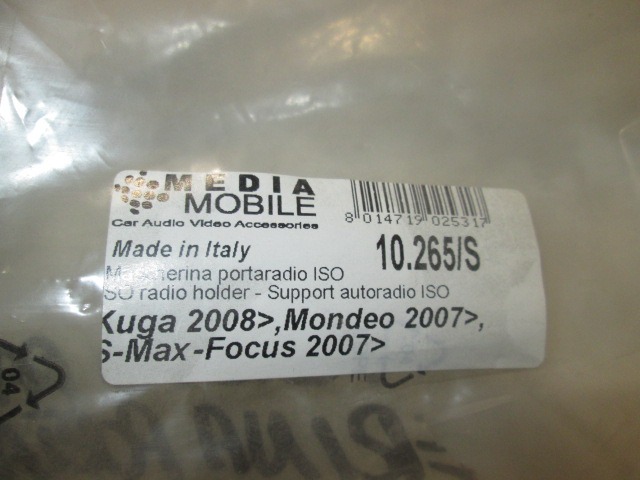 MEDIA
MOBILE
Car Audio Video Accessories
8 014719 025317
Made in Italy
10.265/S
portaradio ISO
ISO radio holder - Support autoradio ISO
Kuga 2008>,Mondeo 2007>,
S-Max-Focus 2007>
04